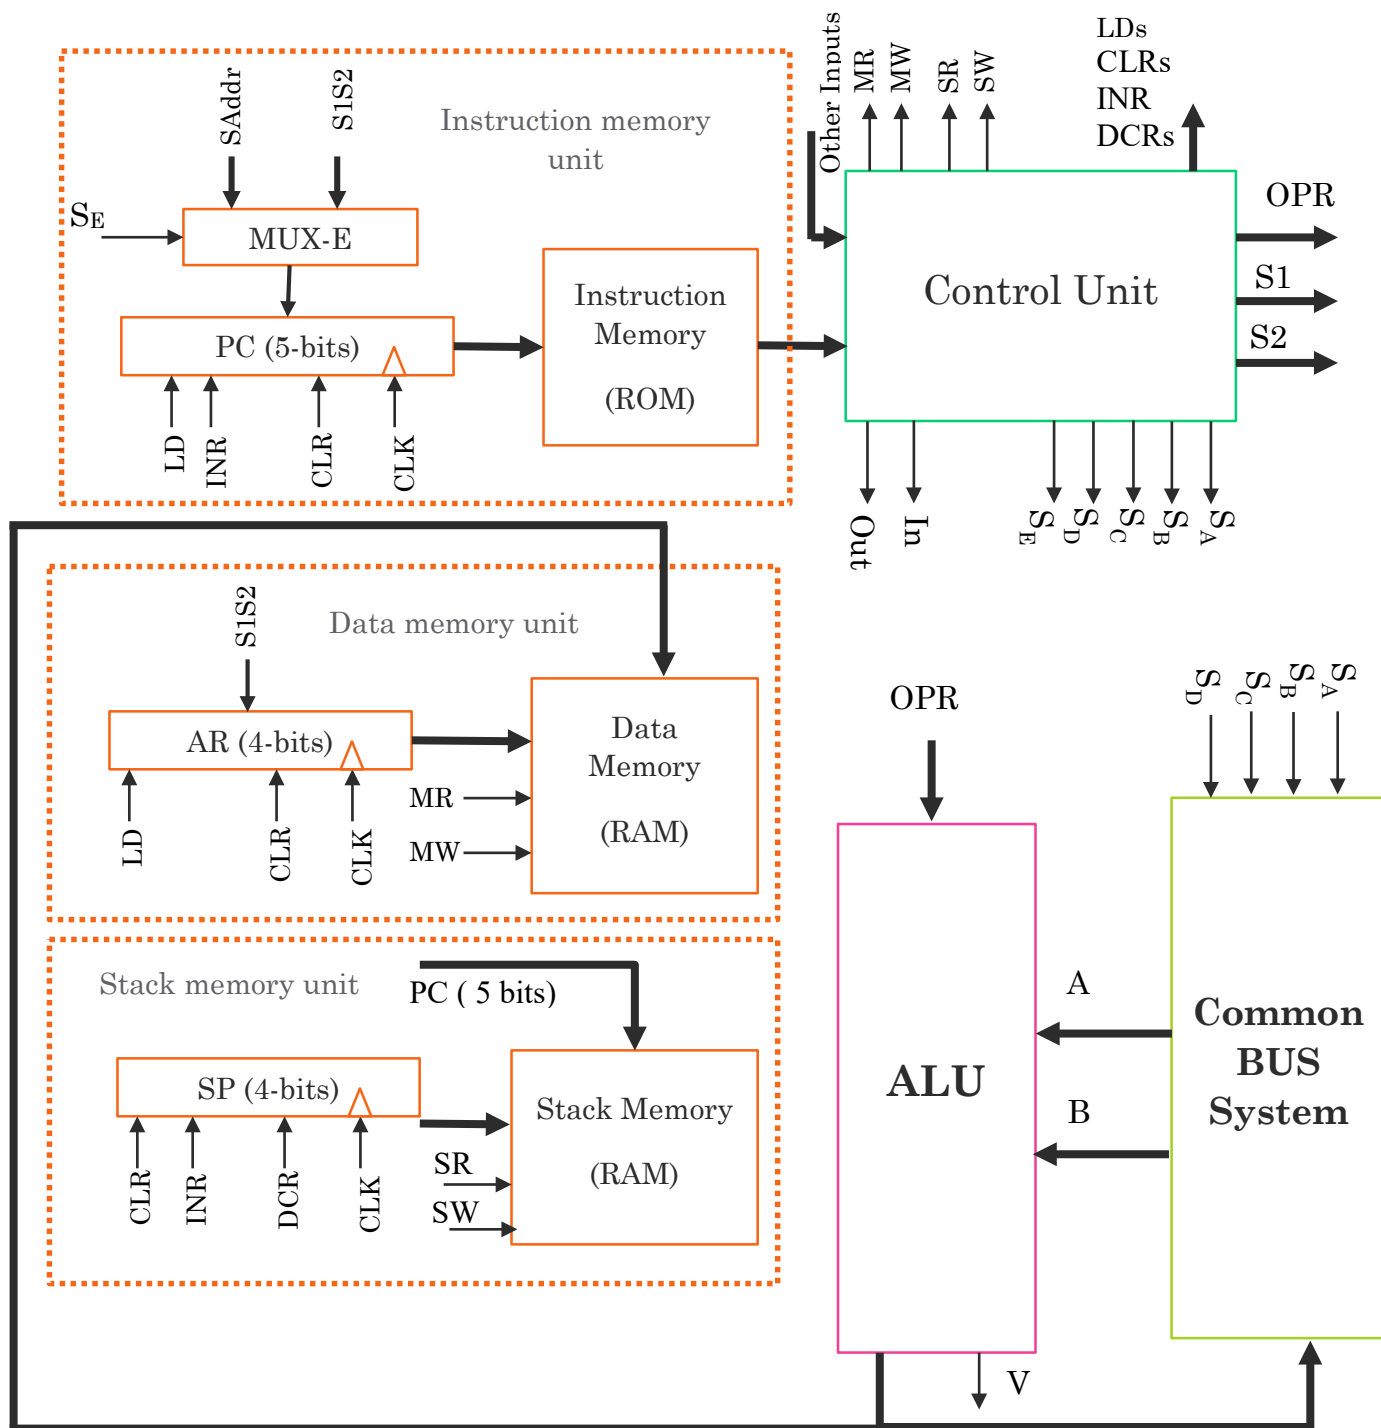 SAddr
S1S2
Instruction memory
unit
SE
MUX-E
PC (5-bits)
LD
INR
CLR
CLK
Instruction
Memory
(ROM)
Other Inputs
MR
MW
SR
SW
LDs
CLRs
INR
DCRs
Control Unit
OPR
S1
S2
Out
In
SE
SD
SC
SB
SA
S1S2
Data memory unit
AR (4-bits)
LD
CLR
CLK
MR
MW
Data
Memory
(RAM)
Stack memory unit
PC ( 5 bits)
SP (4-bits)
CLR
INR
DCR
CLK
SR
SW
Stack Memory
(RAM)
OPR
ALU
V
A
B
SD
SC
SB
SA
Common
BUS
System